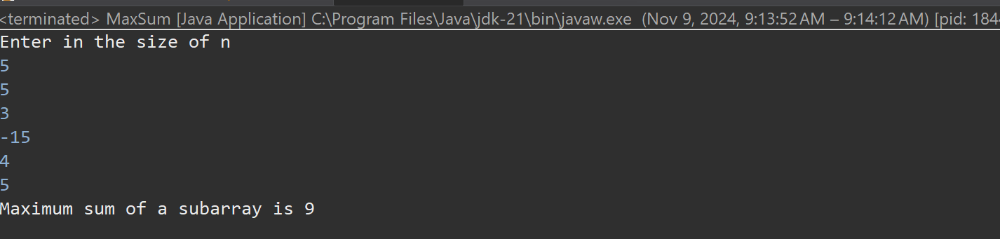 <terminated> MaxSum [Java Application] C:\Program Files\Java\jdk-21\bin\javaw.exe (Nov 9, 2024, 9:13:52 AM – 9:14:12 AM) [pid: 184
Enter in the size of n
5
5
3
-15
4
5
Maximum sum of a subarray is 9